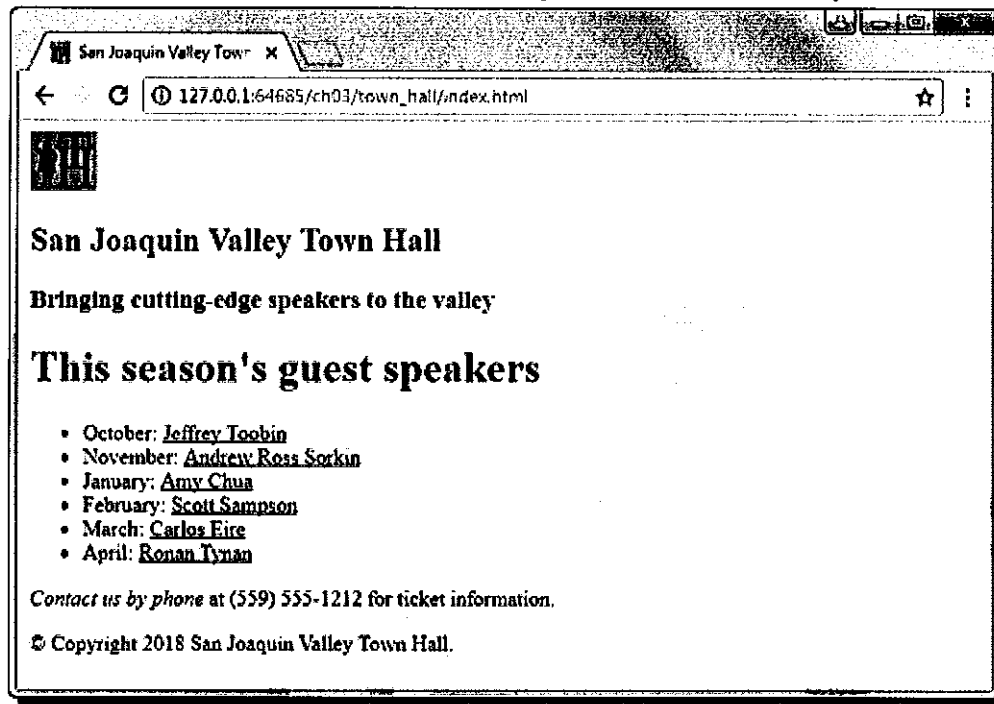 San Joaquin Valley Town
127.0.0.1:64685/ch03/town_hall/index.html
San Joaquin Valley Town Hall
Bringing cutting-edge speakers to the valley
This season's guest speakers
• October: Jeffrey Toobin
• November: Andrew Ross Sorkin
• January: Amy Chua
• February: Scott Sampson
• March: Carlos Eire
• April: Ronan Tynan
Contact us by phone at (559) 555-1212 for ticket information.
© Copyright 2018 San Joaquin Valley Town Hall.